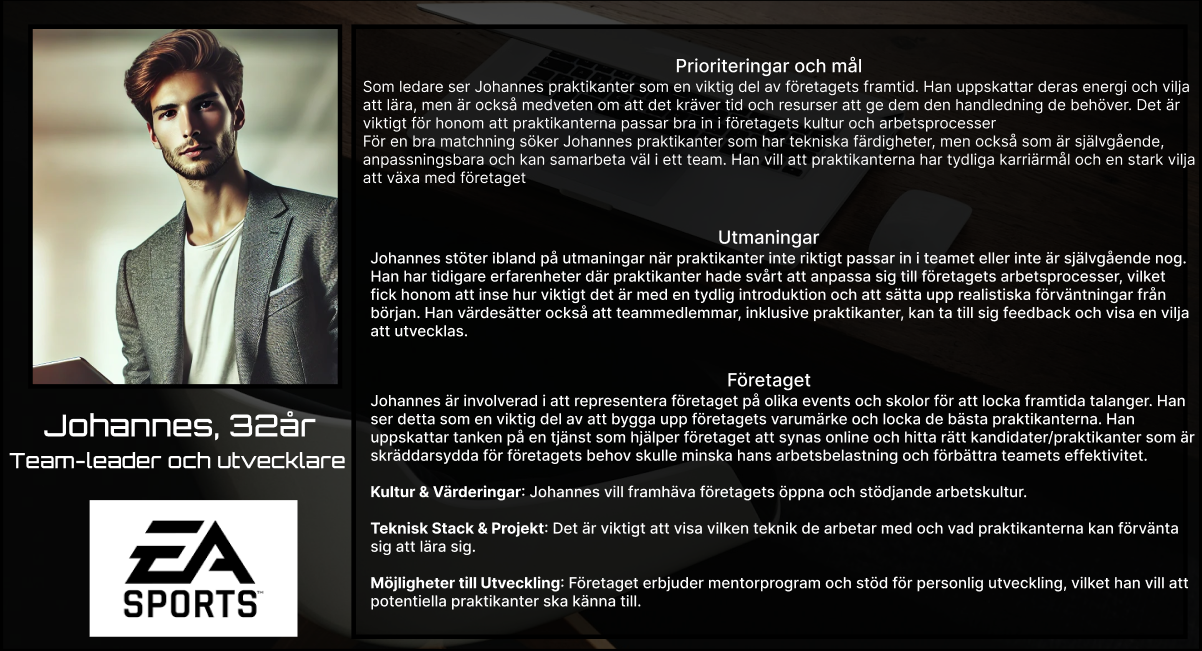 Prioriteringar och mål
Som ledare ser Johannes praktikanter som en viktig del av företagets framtid. Han uppskattar deras energi och vilja
att lära, men är också medveten om att det kräver tid och resurser att ge dem den handledning de behöver. Det är
viktigt för honom att praktikanterna passar bra in i företagets kultur och arbetsprocesser
För en bra matchning söker Johannes praktikanter som har tekniska färdigheter, men också som är självgående,
anpassningsbara och kan samarbeta väl i ett team. Han vill att praktikanterna har tydliga karriärmål och en stark vilja
att växa med företaget
Utmaningar
Johannes stöter ibland på utmaningar när praktikanter inte riktigt passar in i teamet eller inte är självgående nog.
Han har tidigare erfarenheter där praktikanter hade svårt att anpassa sig till företagets arbetsprocesser, vilket
fick honom att inse hur viktigt det är med en tydlig introduktion och att sätta upp realistiska förväntningar från
början. Han värdesätter också att teammedlemmar, inklusive praktikanter, kan ta till sig feedback och visa en vilja
att utvecklas.
Företaget
Johannes är involverad i att representera företaget på olika events och skolor för att locka framtida talanger. Han
ser detta som en viktig del av att bygga upp företagets varumärke och locka de bästa praktikanterna. Han
uppskattar tanken på en tjänst som hjälper företaget att synas online och hitta rätt kandidater/praktikanter som är
skräddarsydda för företagets behov skulle minska hans arbetsbelastning och förbättra teamets effektivitet.
Kultur & Värderingar: Johannes vill framhäva företagets öppna och stödjande arbetskultur.
Teknisk Stack & Projekt: Det är viktigt att visa vilken teknik de arbetar med och vad praktikanterna kan förvänta
sig att lära sig.
Möjligheter till Utveckling: Företaget erbjuder mentorprogram och stöd för personlig utveckling, vilket han vill att
potentiella praktikanter ska känna till.
Johannes, 32år
Team-leader och utvecklare
EA
SPORTS™